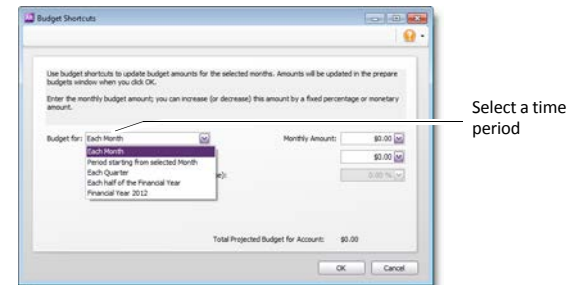 Budget Shortcuts
Use budget shortcuts to update budget amounts for the selected months. Amounts will be updated in the prepare
budgets window when you click OK.
Enter the monthly budget amount; you can increase (or decrease) this amount by a fixed percentage or monetary
amount.
Budget for: Each Month Monthly Amount: $0.00
Each Month
Period starting from selected Month $0.00
Each Quarter e): 0.00 %
Each half of the Financial Year
Financial Year 2012
Total Projected Budget for Account: $0.00
OK Cancel
Select a time
period